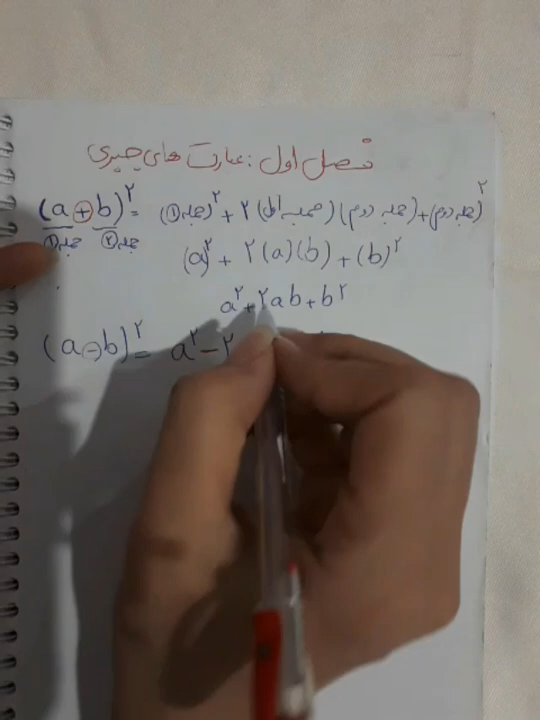 فصل اول : عبارت های جبری
(a+b)^۲ = (جمله ①)^۲ + ۲ (جمله اول) (جمله دوم) + (جمله دوم)^۲
جمله ① جمله ②
(a)^۲ + ۲(a)(b) + (b)^۲
a^۲ + ۲ab + b^۲
(a-b)^۲ = a^۲ - ۲